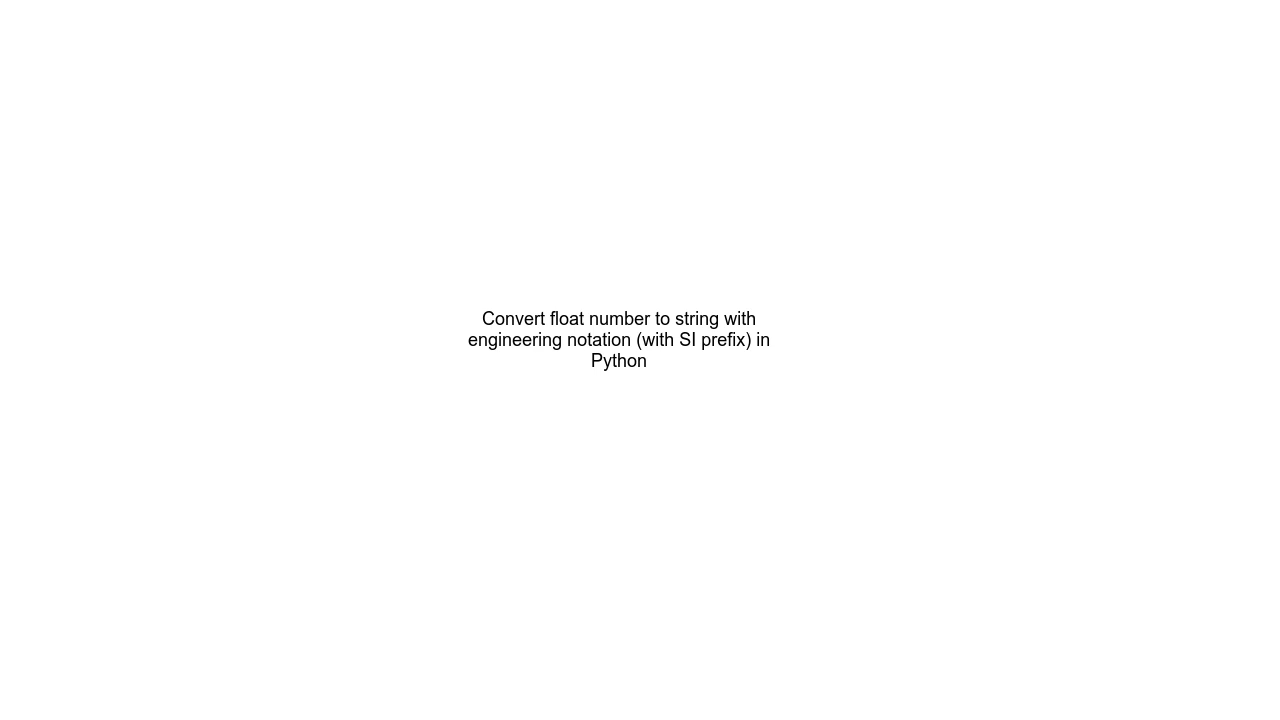 Convert float number to string with
engineering notation (with SI prefix) in
Python